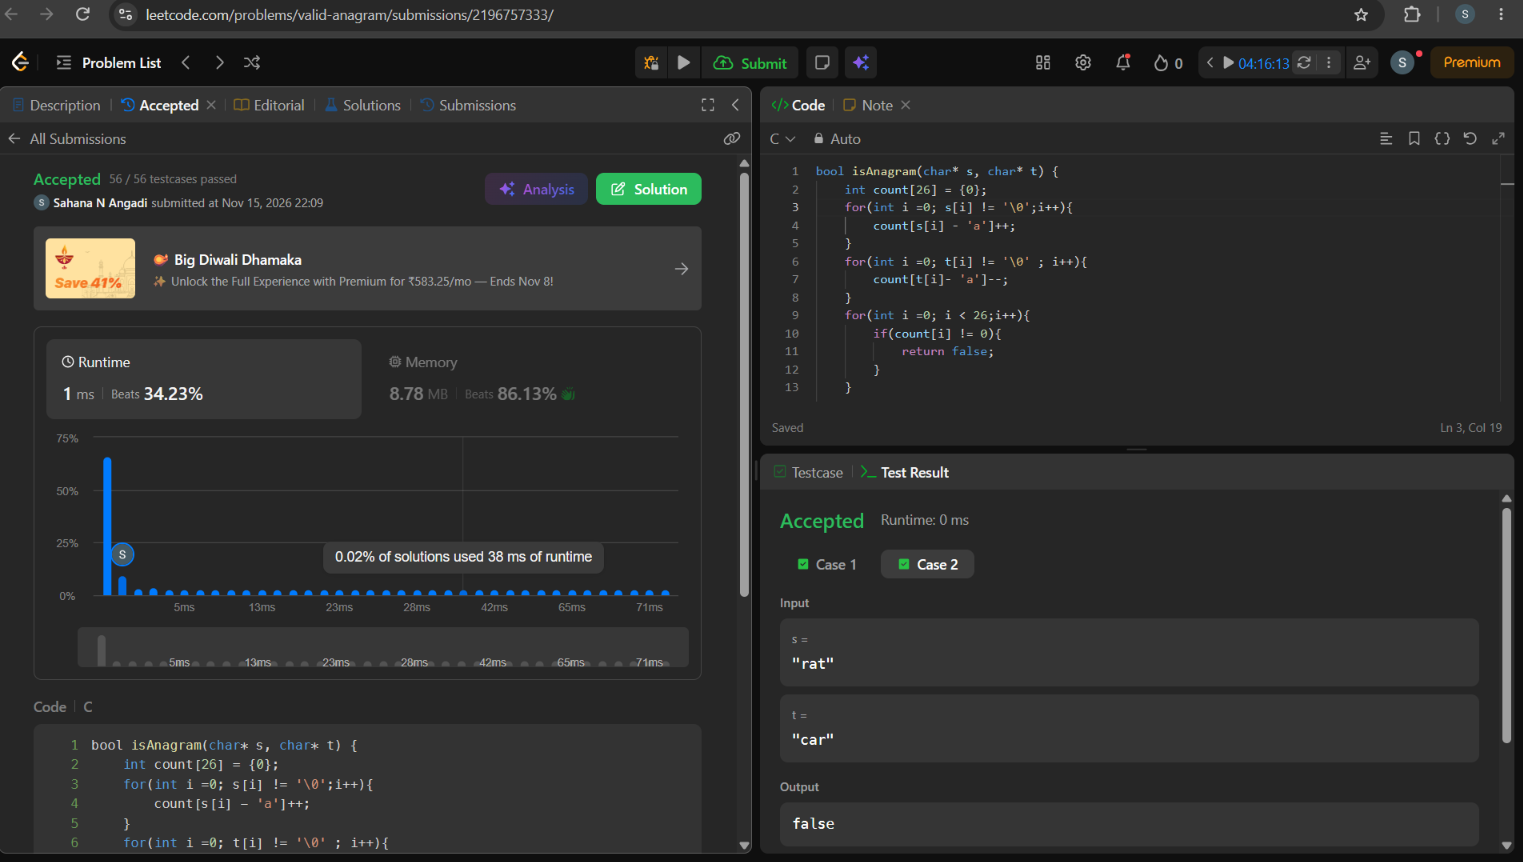 leetcode.com/problems/valid-anagram/submissions/2196757333/
S
Problem List
Submit
0
04:16:13
S
Premium
Description
Accepted
Editorial
Solutions
Submissions
All Submissions
Accepted 56 / 56 testcases passed
S Sahana N Angadi submitted at Nov 15, 2026 22:09
Analysis
Solution
Save 41%
Big Diwali Dhamaka
Unlock the Full Experience with Premium for ₹583.25/mo — Ends Nov 8!
Runtime
1 ms Beats 34.23%
Memory
8.78 MB Beats 86.13%
75%
50%
25%
0%
S
0.02% of solutions used 38 ms of runtime
5ms 13ms 23ms 28ms 42ms 65ms 71ms
5ms 13ms 23ms 28ms 42ms 65ms 71ms
Code C
1 bool isAnagram(char* s, char* t) {
2 int count[26] = {0};
3 for(int i =0; s[i] != '\0';i++){
4 count[s[i] - 'a']++;
5 }
6 for(int i =0; t[i] != '\0' ; i++){
</> Code
Note
C
Auto
1 bool isAnagram(char* s, char* t) {
2 int count[26] = {0};
3 for(int i =0; s[i] != '\0';i++){
4 count[s[i] - 'a']++;
5 }
6 for(int i =0; t[i] != '\0' ; i++){
7 count[t[i]- 'a']--;
8 }
9 for(int i =0; i < 26;i++){
10 if(count[i] != 0){
11 return false;
12 }
13 }
Saved
Ln 3, Col 19
Testcase
Test Result
Accepted Runtime: 0 ms
Case 1
Case 2
Input
s =
"rat"
t =
"car"
Output
false